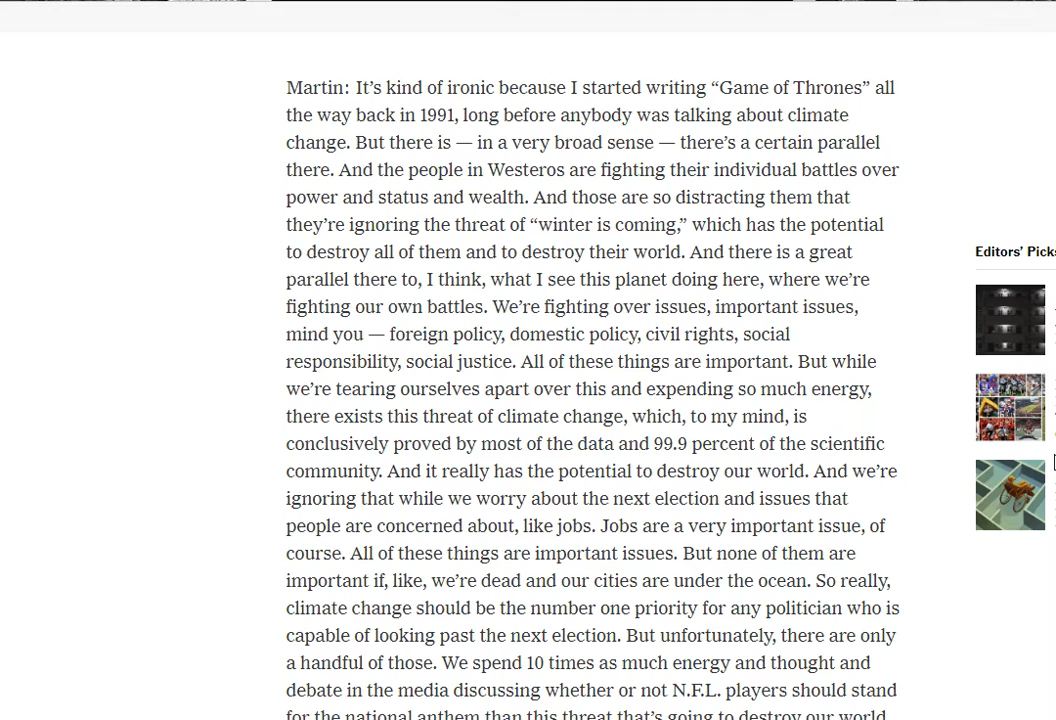 Martin: It’s kind of ironic because I started writing “Game of Thrones” all
the way back in 1991, long before anybody was talking about climate
change. But there is — in a very broad sense — there’s a certain parallel
there. And the people in Westeros are fighting their individual battles over
power and status and wealth. And those are so distracting them that
they’re ignoring the threat of “winter is coming,” which has the potential
to destroy all of them and to destroy their world. And there is a great
parallel there to, I think, what I see this planet doing here, where we’re
fighting our own battles. We’re fighting over issues, important issues,
mind you — foreign policy, domestic policy, civil rights, social
responsibility, social justice. All of these things are important. But while
we’re tearing ourselves apart over this and expending so much energy,
there exists this threat of climate change, which, to my mind, is
conclusively proved by most of the data and 99.9 percent of the scientific
community. And it really has the potential to destroy our world. And we’re
ignoring that while we worry about the next election and issues that
people are concerned about, like jobs. Jobs are a very important issue, of
course. All of these things are important issues. But none of them are
important if, like, we’re dead and our cities are under the ocean. So really,
climate change should be the number one priority for any politician who is
capable of looking past the next election. But unfortunately, there are only
a handful of those. We spend 10 times as much energy and thought and
debate in the media discussing whether or not N.F.L. players should stand
for the national anthem than this threat that’s going to destroy our world.
Editors’ Picks